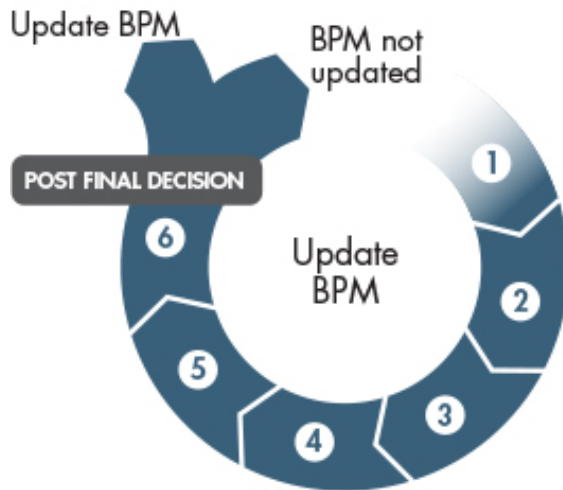 Update BPM
BPM not
updated
1
POST FINAL DECISION
6
Update
BPM
2
5
3
4